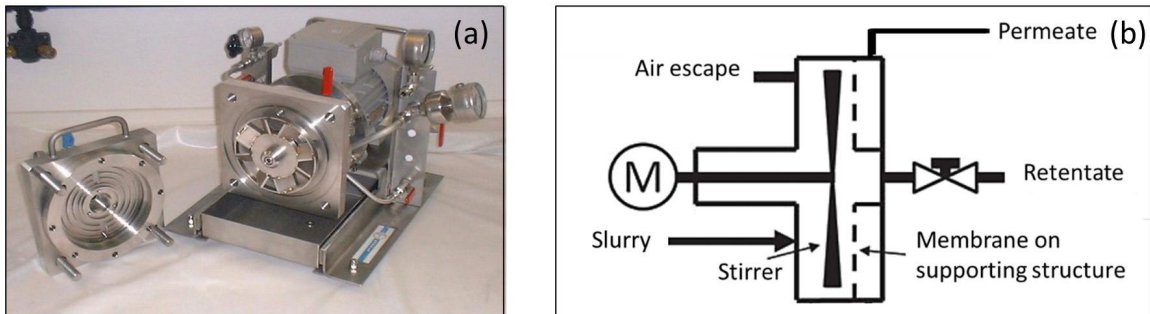 (a)
(b)
Permeate
Air escape
M
Retentate
Slurry
Stirrer
Membrane on
supporting structure